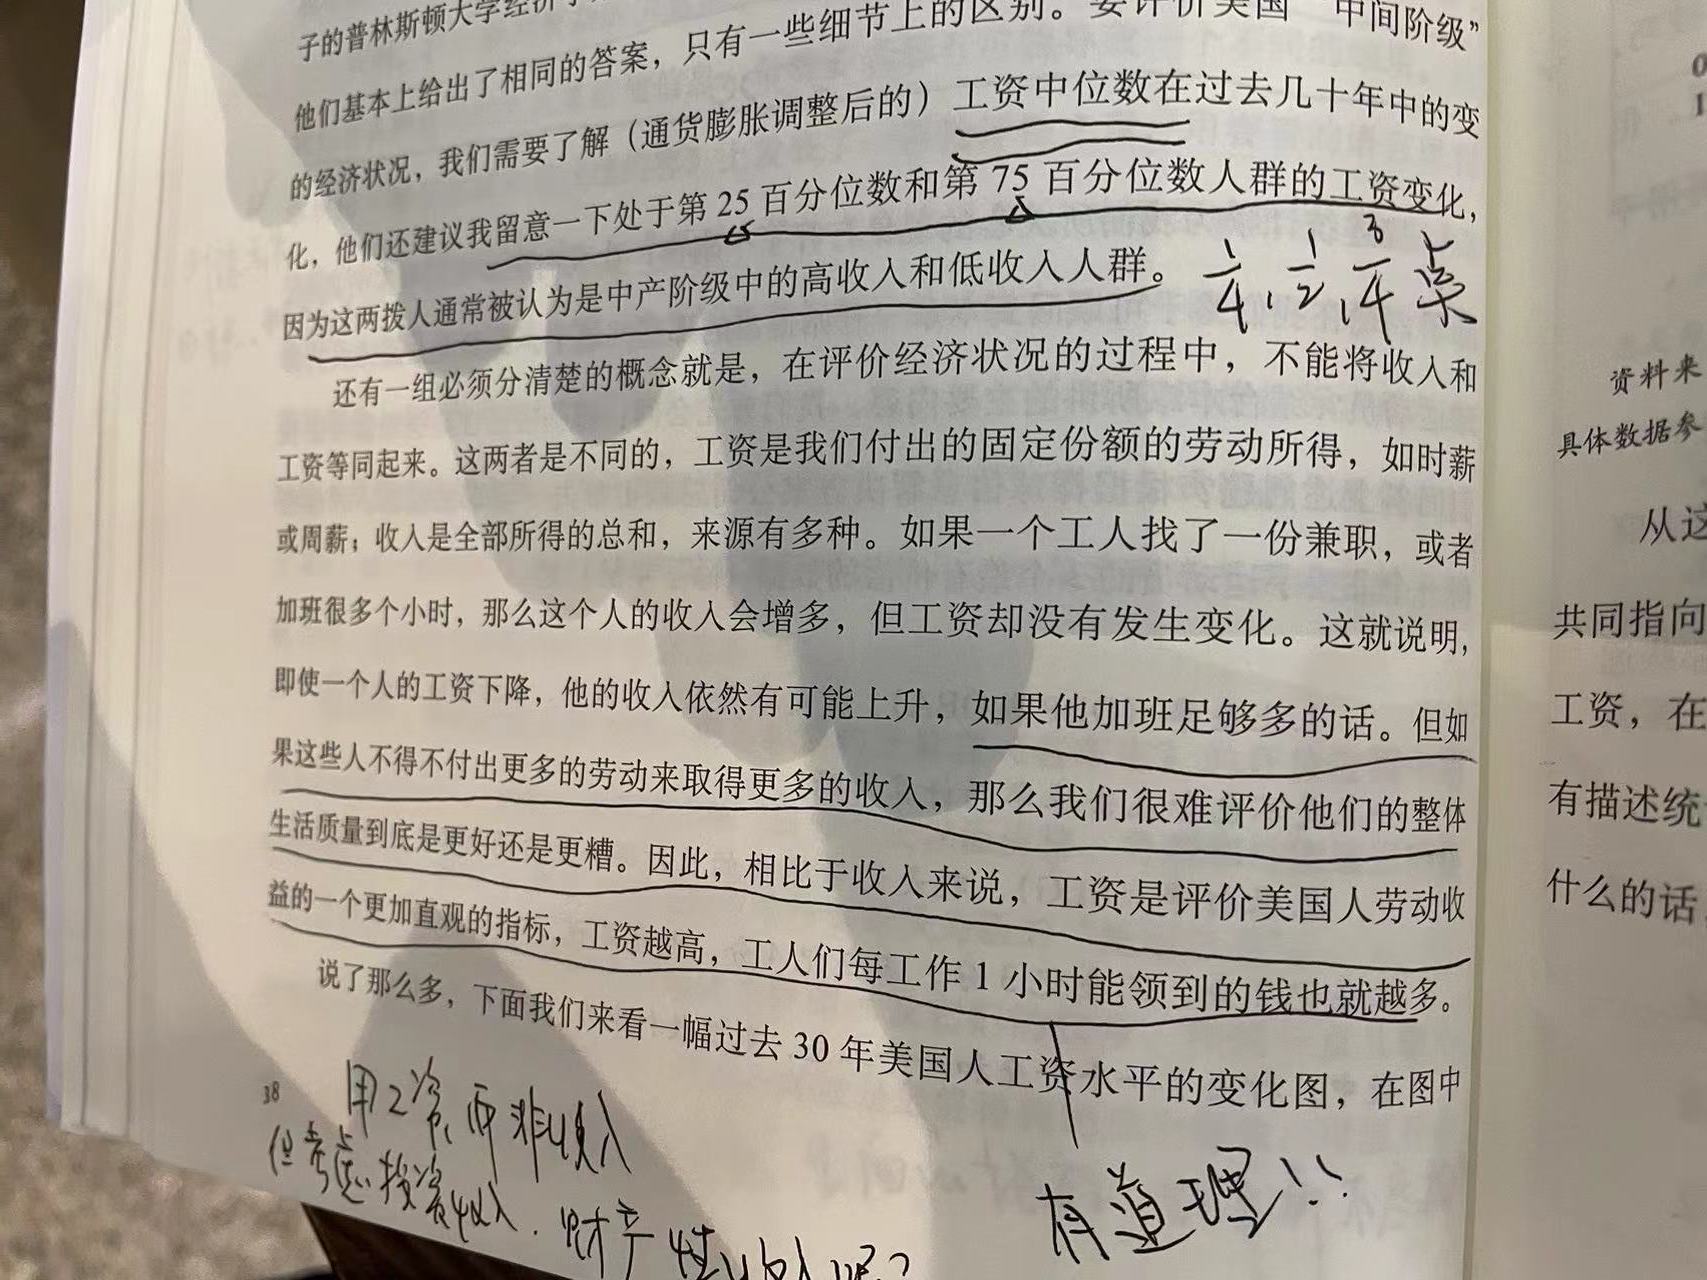 子的普林斯顿大学经济学
他们基本上给出了相同的答案，只有一些细节上的区别。要评价美国“中间阶级”
的经济状况，我们需要了解（通货膨胀调整后的）工资中位数在过去几十年中的变
化，他们还建议我留意一下处于第 25 百分位数和第 75 百分位数人群的工资变化，
因为这两拨人通常被认为是中产阶级中的高收入和低收入人群。
1/4, 1/2, 3/4 点
还有一组必须分清楚的概念就是，在评价经济状况的过程中，不能将收入和
工资等同起来。这两者是不同的，工资是我们付出的固定份额的劳动所得，如时薪
或周薪；收入是全部所得的总和，来源有多种。如果一个工人找了一份兼职，或者
加班很多个小时，那么这个人的收入会增多，但工资却没有发生变化。这就说明，
即使一个人的工资下降，他的收入依然有可能上升，如果他加班足够多的话。但如
果这些人不得不付出更多的劳动来取得更多的收入，那么我们很难评价他们的整体
生活质量到底是更好还是更糟。因此，相比于收入来说，工资是评价美国人劳动收
益的一个更加直观的指标，工资越高，工人们每工作 1 小时能领到的钱也就越多。
说了那么多，下面我们来看一幅过去 30 年美国人工资水平的变化图，在图中
38
用工资而非收入
但考虑投资收入.财产性收入呢?
有道理!!
资料来
具体数据参
从这
共同指向
工资，在
有描述统
什么的话